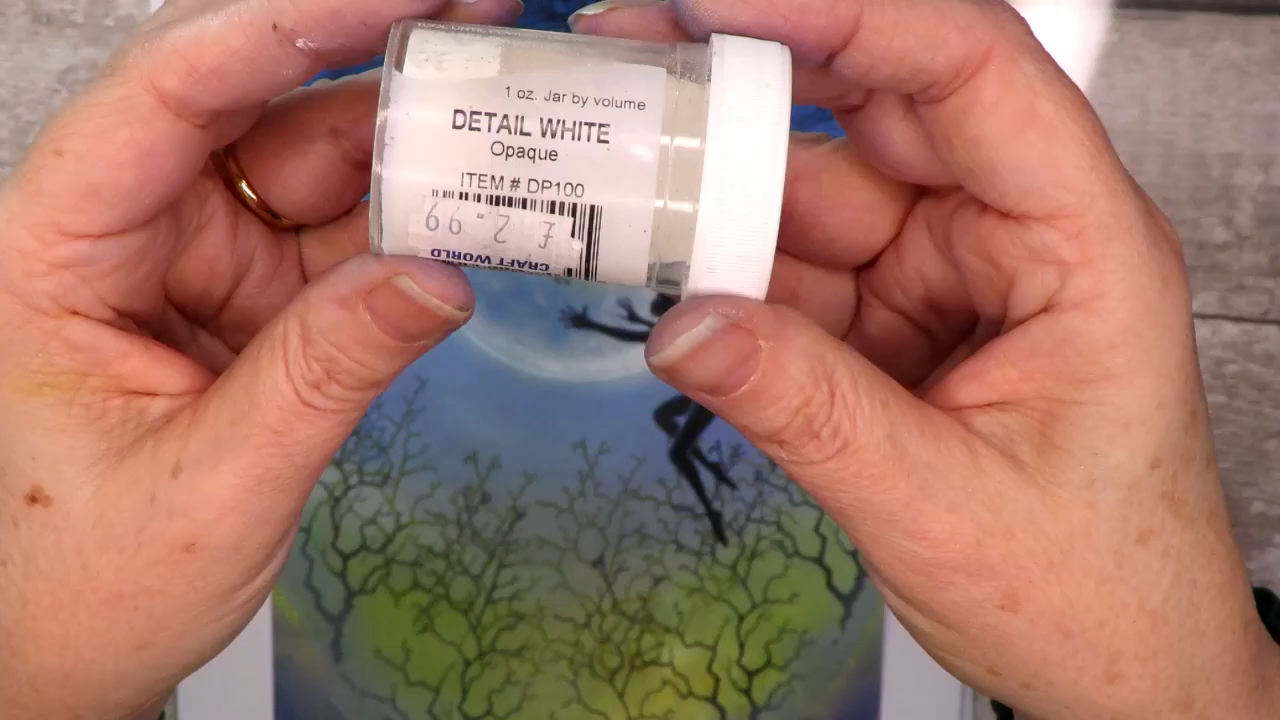 1 oz. Jar by volume
DETAIL WHITE
Opaque
ITEM # DP100
£ 2-99
CRAFT WORLD